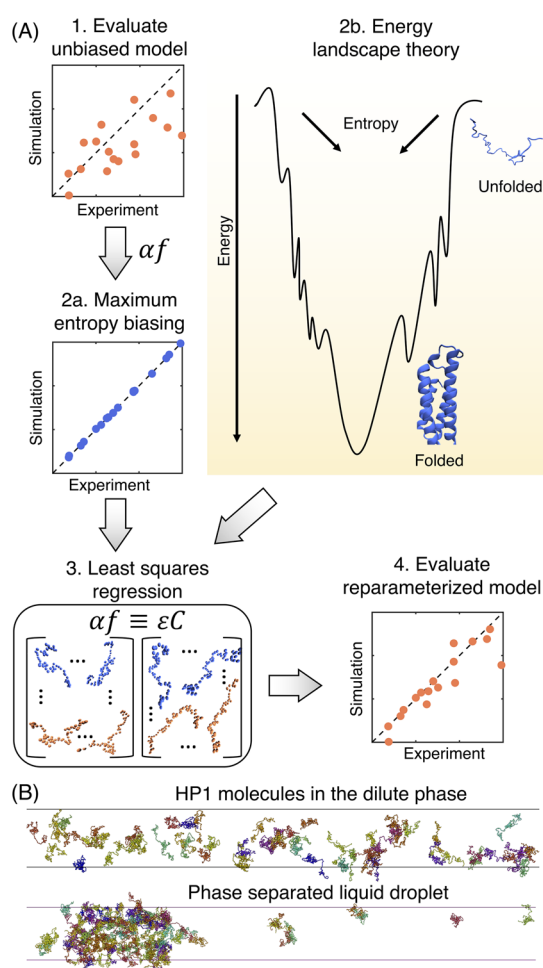 (A)
1. Evaluate
unbiased model
Simulation
Experiment
αf
2a. Maximum
entropy biasing
Simulation
Experiment
2b. Energy
landscape theory
Entropy
Energy
Unfolded
Folded
3. Least squares
regression
αf ≡ εC
4. Evaluate
reparameterized model
Simulation
Experiment
(B)
HP1 molecules in the dilute phase
Phase separated liquid droplet